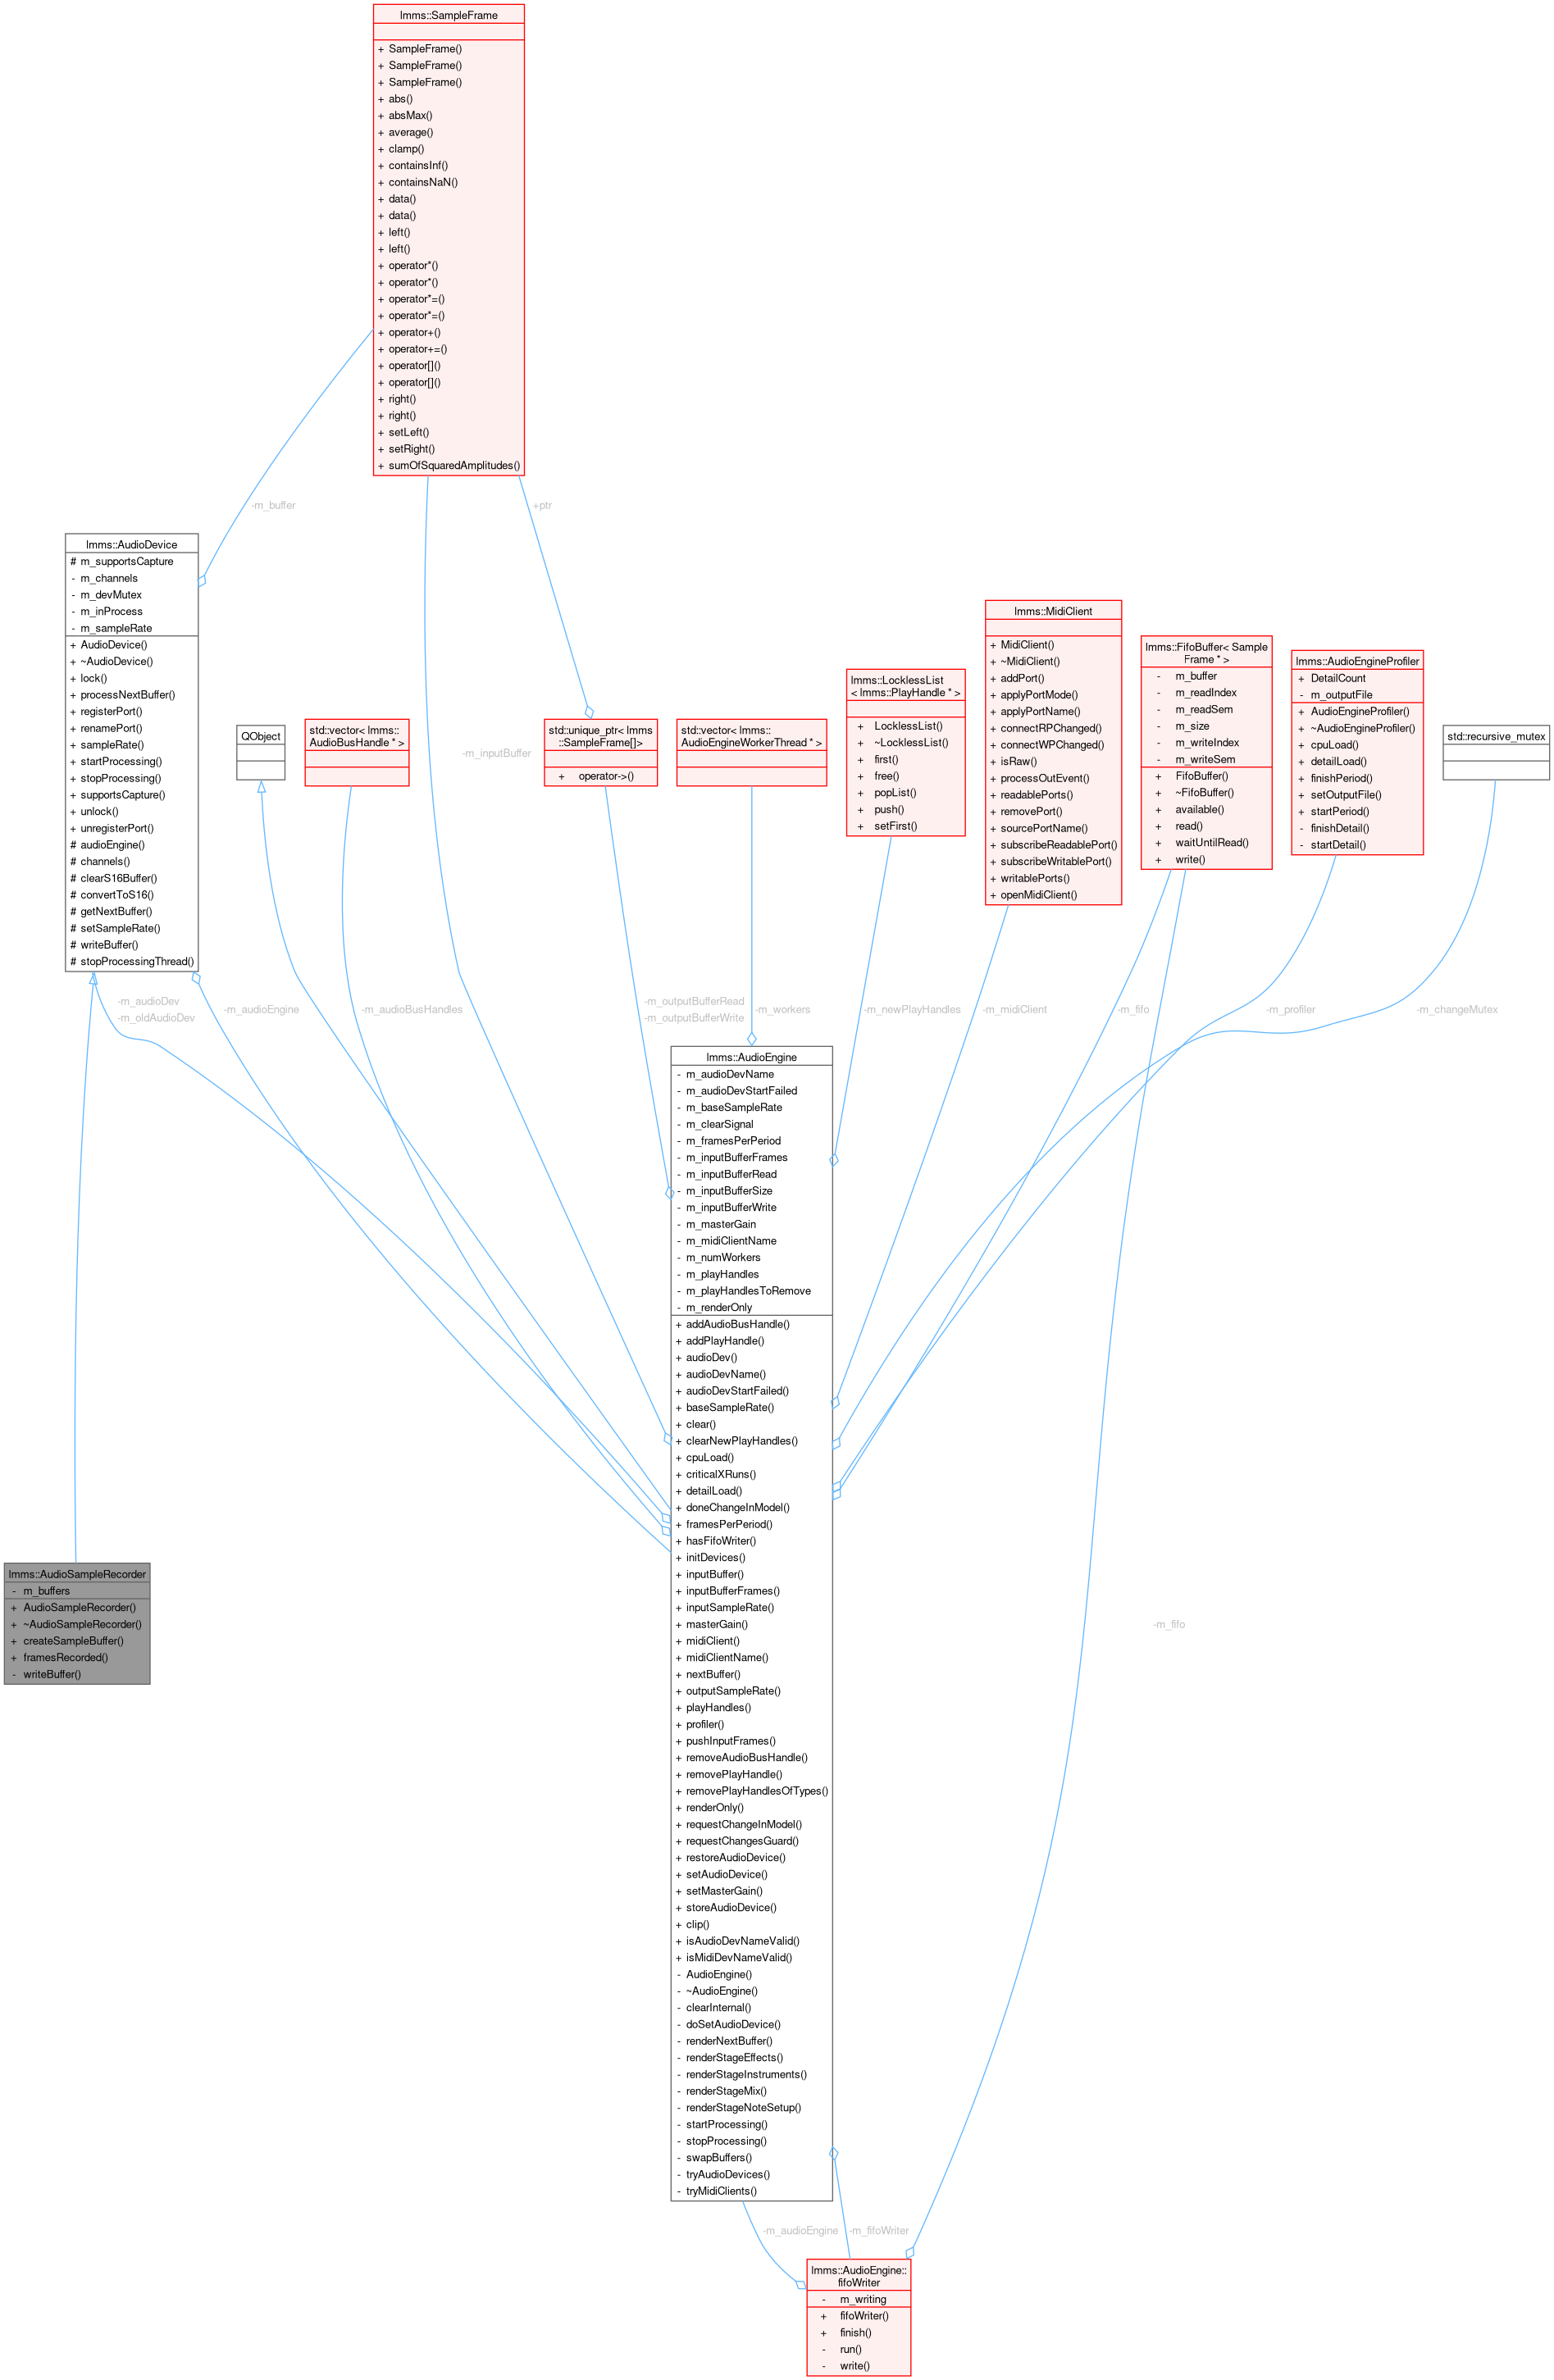 lmms::SampleFrame
+ SampleFrame()
+ SampleFrame()
+ SampleFrame()
+ abs()
+ absMax()
+ average()
+ clamp()
+ containsInf()
+ containsNaN()
+ data()
+ data()
+ left()
+ left()
+ operator*()
+ operator*()
+ operator*=()
+ operator*=()
+ operator+()
+ operator+=()
+ operator[]()
+ operator[]()
+ right()
+ right()
+ setLeft()
+ setRight()
+ sumOfSquaredAmplitudes()
-m_buffer
+ptr
-m_inputBuffer
lmms::AudioDevice
# m_supportsCapture
- m_channels
- m_devMutex
- m_inProcess
- m_sampleRate
+ AudioDevice()
+ ~AudioDevice()
+ lock()
+ processNextBuffer()
+ registerPort()
+ renamePort()
+ sampleRate()
+ startProcessing()
+ stopProcessing()
+ supportsCapture()
+ unlock()
+ unregisterPort()
# audioEngine()
# channels()
# clearS16Buffer()
# convertToS16()
# getNextBuffer()
# setSampleRate()
# writeBuffer()
# stopProcessingThread()
QObject
std::vector< lmms::
AudioBusHandle * >
std::unique_ptr< lmms
::SampleFrame[]>
+ operator->()
std::vector< lmms::
AudioEngineWorkerThread * >
lmms::LocklessList
< lmms::PlayHandle * >
+ LocklessList()
+ ~LocklessList()
+ first()
+ free()
+ popList()
+ push()
+ setFirst()
lmms::MidiClient
+ MidiClient()
+ ~MidiClient()
+ addPort()
+ applyPortMode()
+ applyPortName()
+ connectRPChanged()
+ connectWPChanged()
+ isRaw()
+ processOutEvent()
+ readablePorts()
+ removePort()
+ sourcePortName()
+ subscribeReadablePort()
+ subscribeWritablePort()
+ writablePorts()
+ openMidiClient()
lmms::FifoBuffer< Sample
Frame * >
- m_buffer
- m_readIndex
- m_readSem
- m_size
- m_writeIndex
- m_writeSem
+ FifoBuffer()
+ ~FifoBuffer()
+ available()
+ read()
+ waitUntilRead()
+ write()
lmms::AudioEngineProfiler
+ DetailCount
- m_outputFile
+ AudioEngineProfiler()
+ ~AudioEngineProfiler()
+ cpuLoad()
+ detailLoad()
+ finishPeriod()
+ setOutputFile()
+ startPeriod()
- finishDetail()
- startDetail()
std::recursive_mutex
-m_audioDev
-m_oldAudioDev
-m_audioEngine
-m_audioBusHandles
-m_outputBufferRead
-m_outputBufferWrite
-m_workers
-m_newPlayHandles
-m_midiClient
-m_fifo
-m_profiler
-m_changeMutex
lmms::AudioEngine
- m_audioDevName
- m_audioDevStartFailed
- m_baseSampleRate
- m_clearSignal
- m_framesPerPeriod
- m_inputBufferFrames
- m_inputBufferRead
- m_inputBufferSize
- m_inputBufferWrite
- m_masterGain
- m_midiClientName
- m_numWorkers
- m_playHandles
- m_playHandlesToRemove
- m_renderOnly
+ addAudioBusHandle()
+ addPlayHandle()
+ audioDev()
+ audioDevName()
+ audioDevStartFailed()
+ baseSampleRate()
+ clear()
+ clearNewPlayHandles()
+ cpuLoad()
+ criticalXRuns()
+ detailLoad()
+ doneChangeInModel()
+ framesPerPeriod()
+ hasFifoWriter()
+ initDevices()
+ inputBuffer()
+ inputBufferFrames()
+ inputSampleRate()
+ masterGain()
+ midiClient()
+ midiClientName()
+ nextBuffer()
+ outputSampleRate()
+ playHandles()
+ profiler()
+ pushInputFrames()
+ removeAudioBusHandle()
+ removePlayHandle()
+ removePlayHandlesOfTypes()
+ renderOnly()
+ requestChangeInModel()
+ requestChangesGuard()
+ restoreAudioDevice()
+ setAudioDevice()
+ setMasterGain()
+ storeAudioDevice()
+ clip()
+ isAudioDevNameValid()
+ isMidiDevNameValid()
- AudioEngine()
- ~AudioEngine()
- clearInternal()
- doSetAudioDevice()
- renderNextBuffer()
- renderStageEffects()
- renderStageInstruments()
- renderStageMix()
- renderStageNoteSetup()
- startProcessing()
- stopProcessing()
- swapBuffers()
- tryAudioDevices()
- tryMidiClients()
lmms::AudioSampleRecorder
- m_buffers
+ AudioSampleRecorder()
+ ~AudioSampleRecorder()
+ createSampleBuffer()
+ framesRecorded()
- writeBuffer()
-m_fifo
-m_audioEngine
-m_fifoWriter
lmms::AudioEngine::
fifoWriter
- m_writing
+ fifoWriter()
+ finish()
- run()
- write()